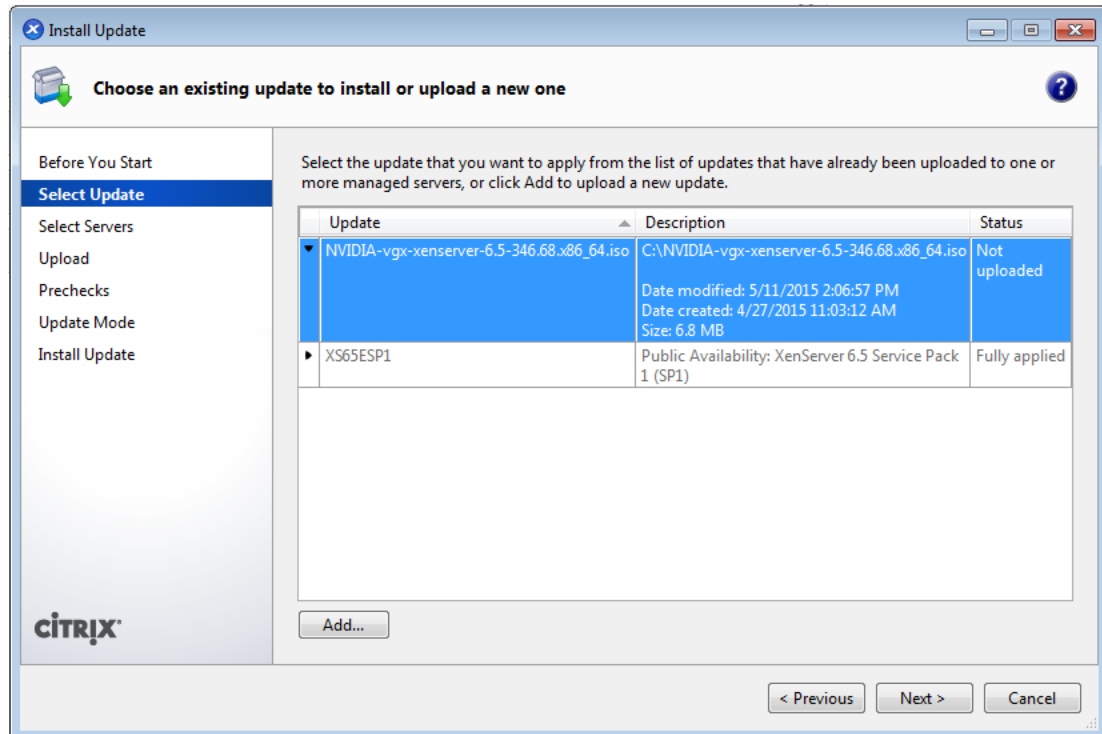 Install Update
Choose an existing update to install or upload a new one
Before You Start
Select Update
Select Servers
Upload
Prechecks
Update Mode
Install Update
CITRIX
Select the update that you want to apply from the list of updates that have already been uploaded to one or
more managed servers, or click Add to upload a new update.
Update Description Status
NVIDIA-vgx-xenserver-6.5-346.68.x86_64.iso C:\NVIDIA-vgx-xenserver-6.5-346.68.x86_64.iso Not
uploaded
Date modified: 5/11/2015 2:06:57 PM
Date created: 4/27/2015 11:03:12 AM
Size: 6.8 MB
XS65ESP1 Public Availability: XenServer 6.5 Service Pack Fully applied
1 (SP1)
Add...
< Previous Next > Cancel